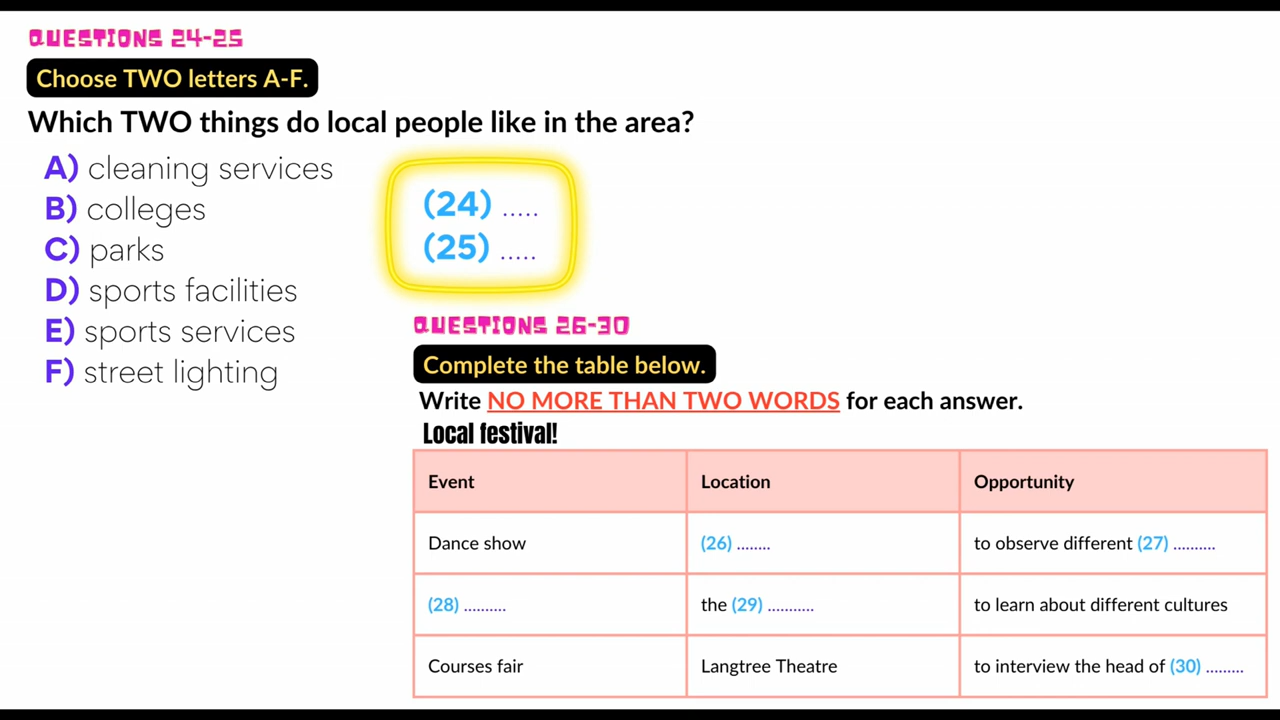 QUESTIONS 24-25
Choose TWO letters A-F.
Which TWO things do local people like in the area?
A) cleaning services
B) colleges
C) parks
D) sports facilities
E) sports services
F) street lighting
(24) .....
(25) .....
QUESTIONS 26-30
Complete the table below.
Write NO MORE THAN TWO WORDS for each answer.
Local festival!
Event Location Opportunity
Dance show (26) ........ to observe different (27) ..........
(28) .......... the (29) ........... to learn about different cultures
Courses fair Langtree Theatre to interview the head of (30) .........